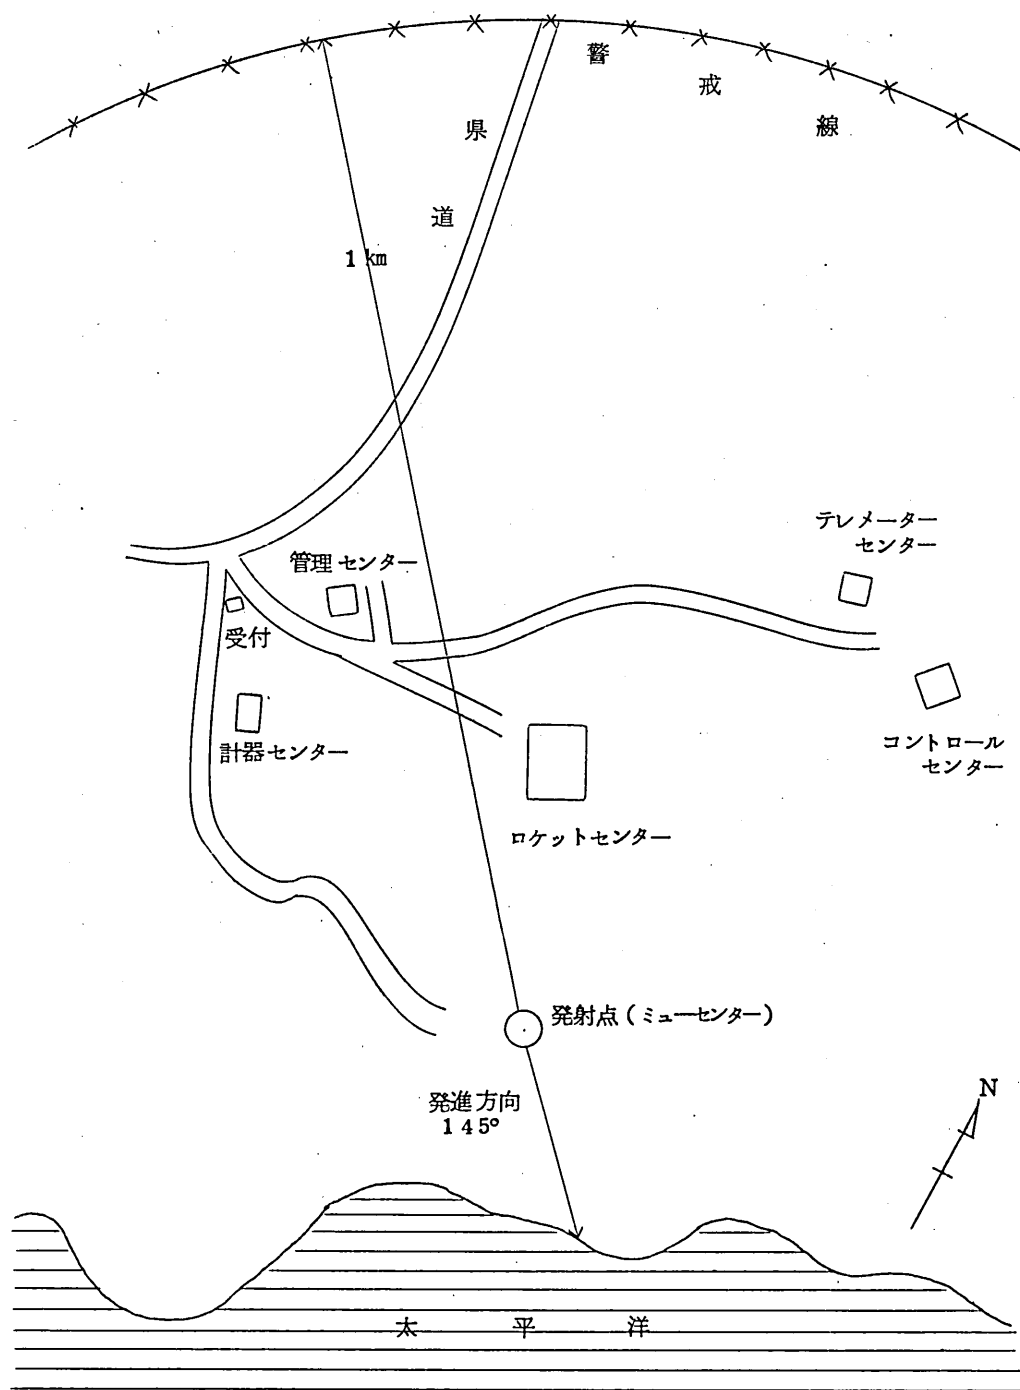 警戒線
県道
1km
テレメーター
センター
管理センター
受付
計器センター
コントロール
センター
ロケットセンター
発射点(ミューセンター)
発進方向
145°
N
太平洋